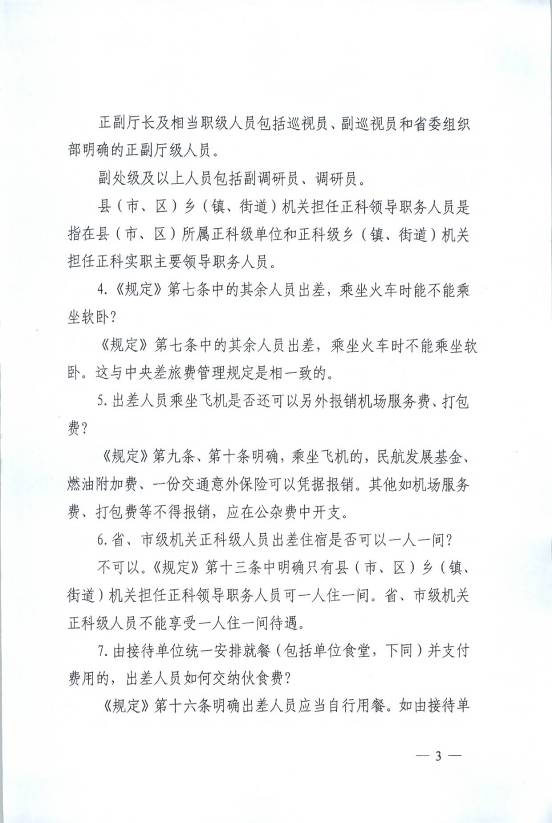 正副厅长及相当职级人员包括巡视员、副巡视员和省委组织
部明确的正副厅级人员。
副处级及以上人员包括副调研员、调研员。
县（市、区）乡（镇、街道）机关担任正科领导职务人员是
指在县（市、区）所属正科级单位和正科级乡（镇、街道）机关
担任正科实职主要领导职务人员。
4.《规定》第七条中的其余人员出差，乘坐火车时能不能乘
坐软卧？
《规定》第七条中的其余人员出差，乘坐火车时不能乘坐软
卧。这与中央差旅费管理规定是相一致的。
5.出差人员乘坐飞机是否还可以另外报销机场服务费、打包
费？
《规定》第九条、第十条明确，乘坐飞机的，民航发展基金、
燃油附加费、一份交通意外保险可以凭据报销。其他如机场服务
费、打包费等不得报销，应在公杂费中开支。
6.省、市级机关正科级人员出差住宿是否可以一人一间？
不可以。《规定》第十三条中明确只有县（市、区）乡（镇、
街道）机关担任正科领导职务人员可一人住一间。省、市级机关
正科级人员不能享受一人住一间待遇。
7.由接待单位统一安排就餐（包括单位食堂，下同）并支付
费用的，出差人员如何交纳伙食费？
《规定》第十六条明确出差人员应当自行用餐。如由接待单
— 3 —